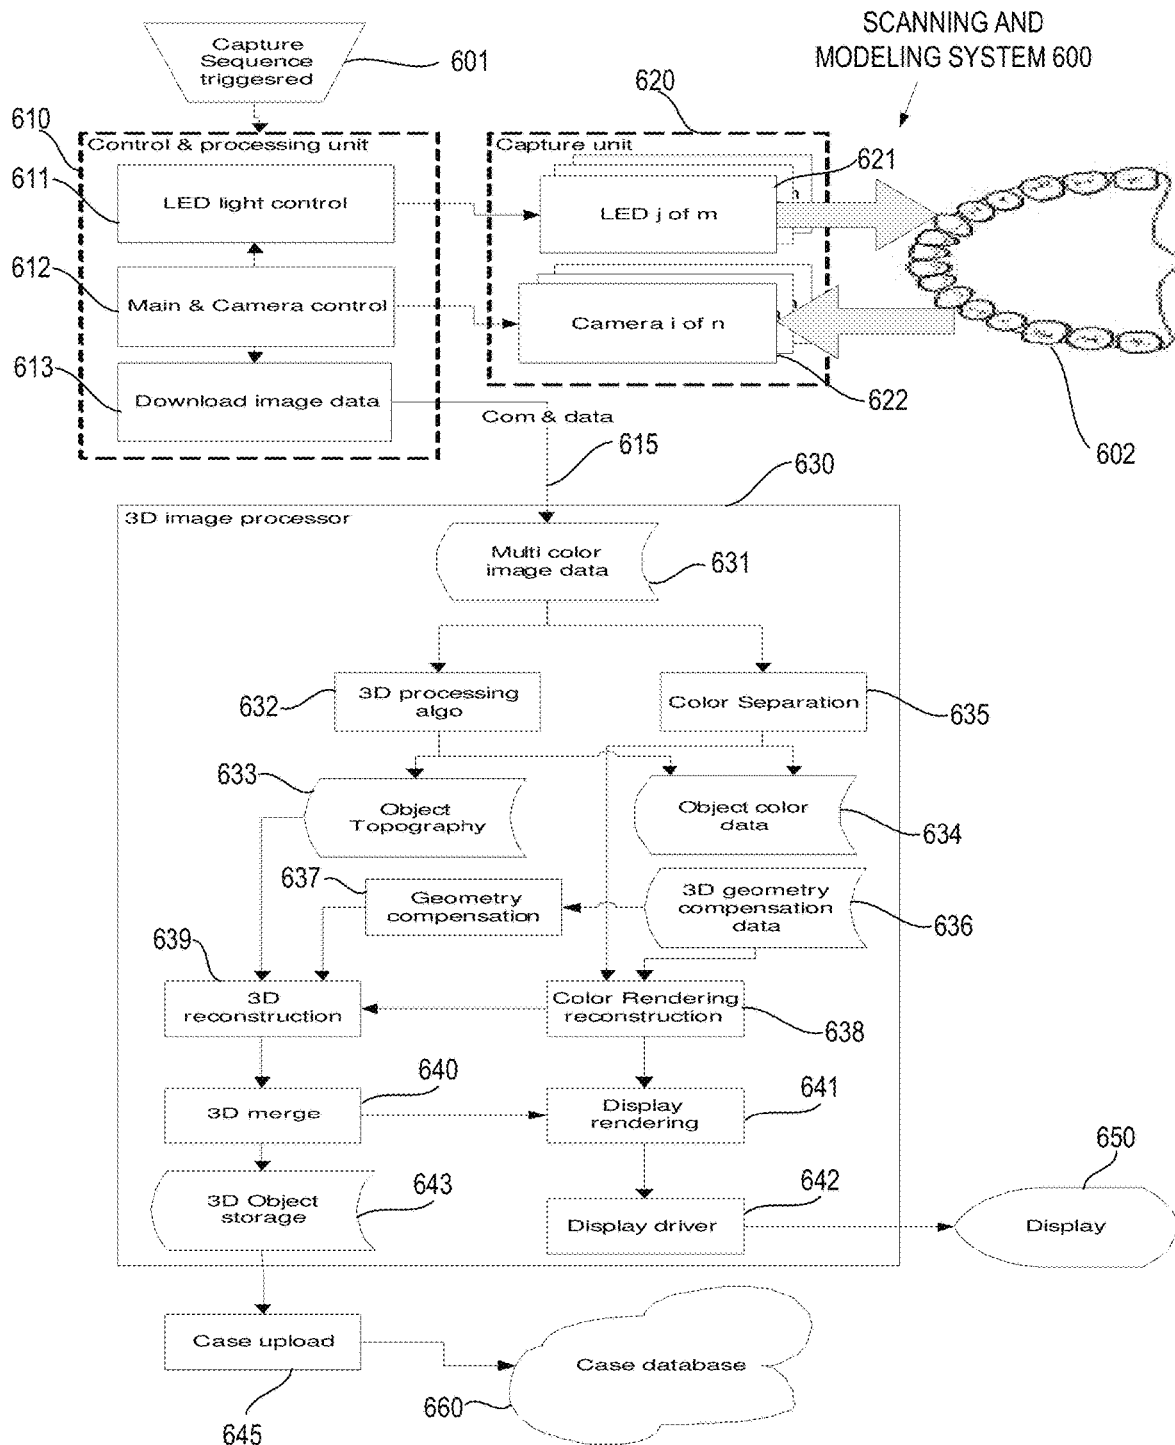 Capture
Sequence
triggesred
601
SCANNING AND
MODELING SYSTEM 600
610
Control & processing unit
611
LED light control
612
Main & Camera control
613
Download image data
620
Capture unit
621
LED j of m
Camera i of n
622
602
Com & data
615
630
3D image processor
Multi color
image data
631
632
3D processing
algo
Color Separation
635
633
Object
Topography
Object color
data
634
637
Geometry
compensation
3D geometry
compensation
data
636
639
3D
reconstruction
Color Rendering
reconstruction
638
640
3D merge
Display
rendering
641
643
3D Object
storage
642
Display driver
650
Display
Case upload
645
Case database
660